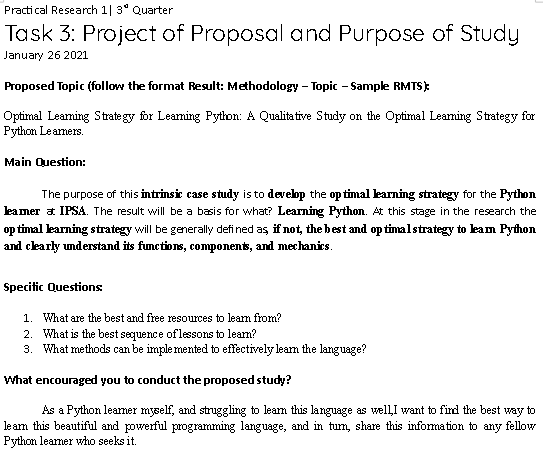 Practical Research 1| 3rd Quarter
Task 3: Project of Proposal and Purpose of Study
January 26 2021
Proposed Topic (follow the format Result: Methodology – Topic – Sample RMTS):
Optimal Learning Strategy for Learning Python: A Qualitative Study on the Optimal Learning Strategy for
Python Learners.
Main Question:
The purpose of this intrinsic case study is to develop the optimal learning strategy for the Python
learner at IPSA. The result will be a basis for what? Learning Python. At this stage in the research the
optimal learning strategy will be generally defined as, if not, the best and optimal strategy to learn Python
and clearly understand its functions, components, and mechanics.
Specific Questions:
1. What are the best and free resources to learn from?
2. What is the best sequence of lessons to learn?
3. What methods can be implemented to effectively learn the language?
What encouraged you to conduct the proposed study?
As a Python learner myself, and struggling to learn this language as well,I want to find the best way to
learn this beautiful and powerful programming language, and in turn, share this information to any fellow
Python learner who seeks it.